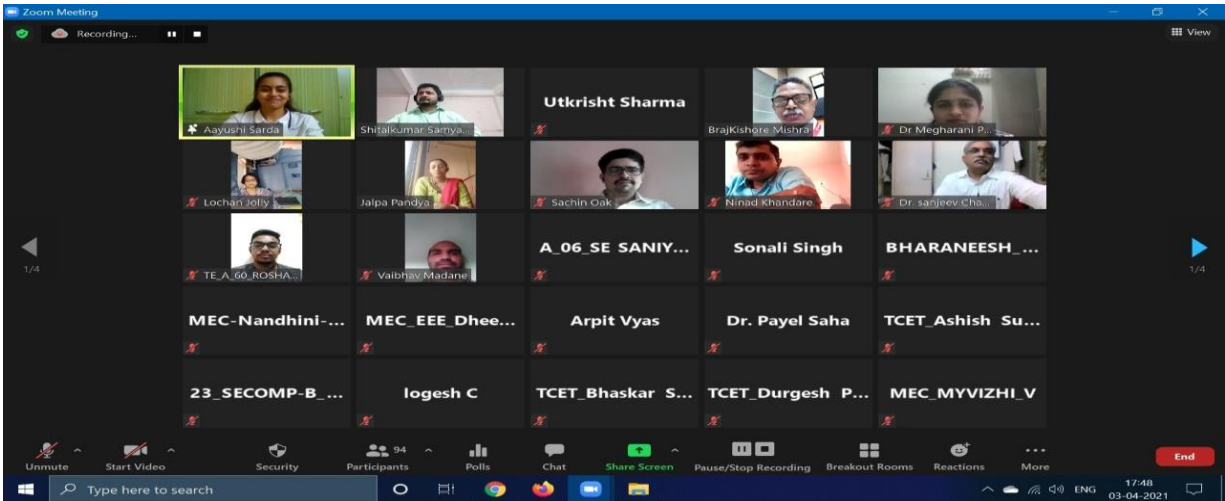 Zoom Meeting
Recording...
View
Aayushi Sarda
Shitalkumar Samya...
Utkrisht Sharma
BrajKishore Mishra
Dr Megharani P...
Lochan Jolly
Jalpa Pandya
Sachin Oak
Ninad Khandare
Dr. sanjeev Cha...
1/4
1/4
TE_A_60_ROSHA...
Vaibhav Madane
A_06_SE SANIY...
Sonali Singh
BHARANEESH_...
MEC-Nandhini-...
MEC_EEE_Dhee...
Arpit Vyas
Dr. Payel Saha
TCET_Ashish Su...
23_SECOMP-B_...
logesh C
TCET_Bhaskar S...
TCET_Durgesh P...
MEC_MYVIZHI_V
Unmute
Start Video
Security
94
Participants
Polls
Chat
Share Screen
Pause/Stop Recording
Breakout Rooms
Reactions
More
End
Type here to search
ENG
17:48
03-04-2021